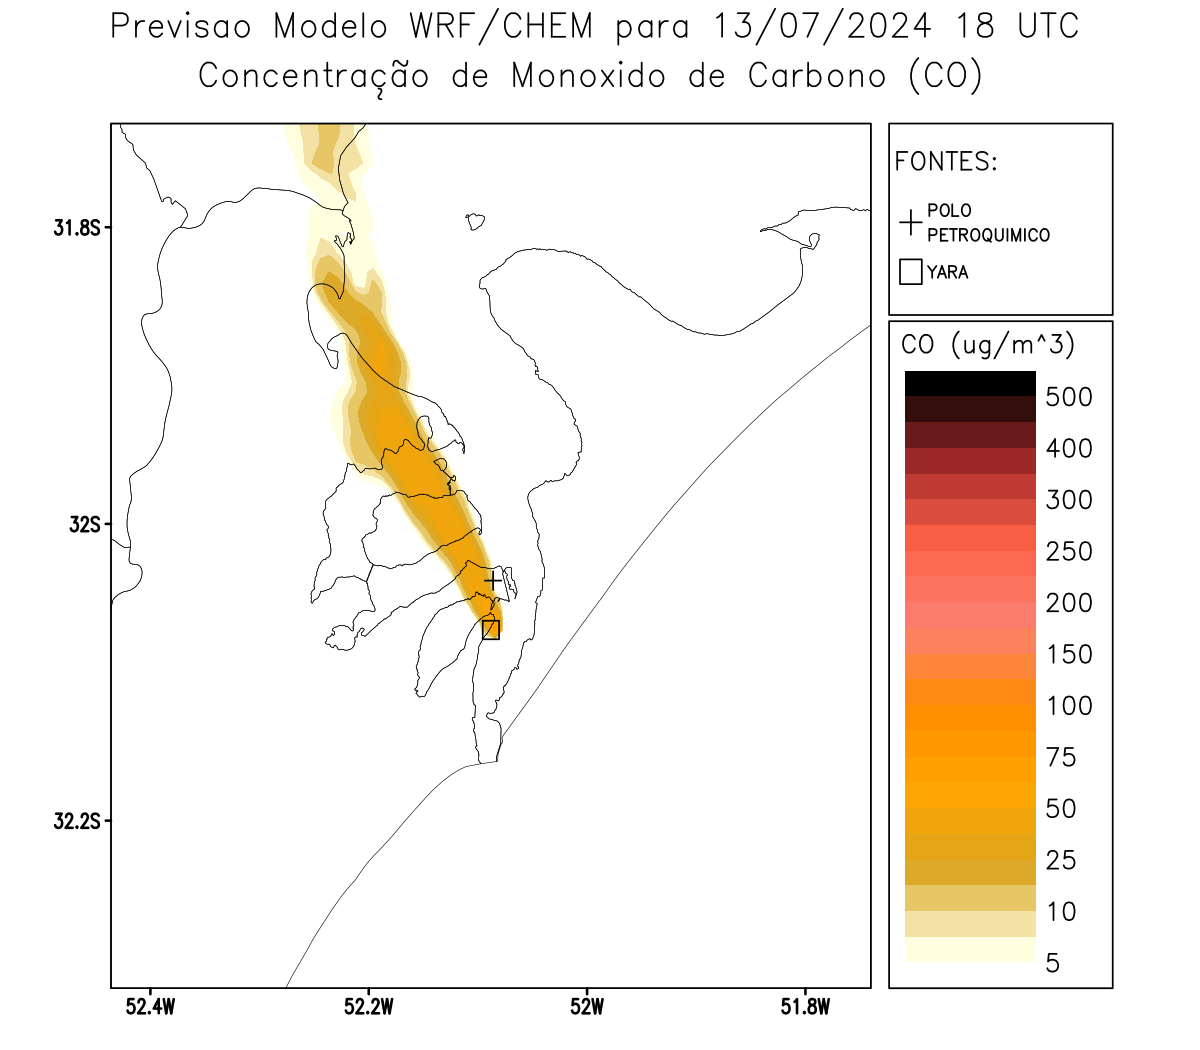 Previsao Modelo WRF/CHEM para 13/07/2024 18 UTC
Concentração de Monoxido de Carbono (CO)
FONTES:
POLO
PETROQUIMICO
YARA
CO (ug/m^3)
500
400
300
250
200
150
100
75
50
25
10
5
31.8S
32S
32.2S
52.4W
52.2W
52W
51.8W